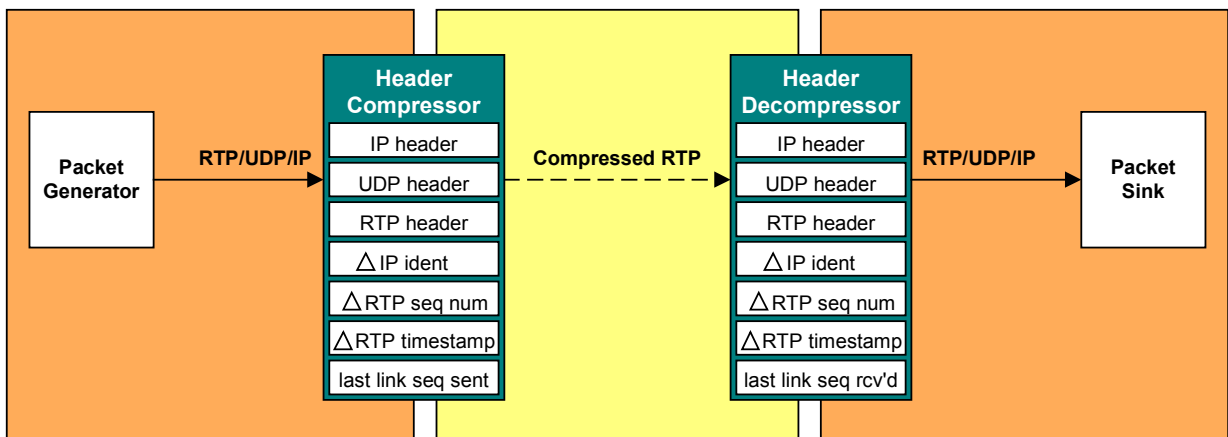 Packet
Generator
RTP/UDP/IP
Header
Compressor
IP header
UDP header
RTP header
△ IP ident
△ RTP seq num
△ RTP timestamp
last link seq sent
Compressed RTP
Header
Decompressor
IP header
UDP header
RTP header
△ IP ident
△ RTP seq num
△ RTP timestamp
last link seq rcv'd
RTP/UDP/IP
Packet
Sink